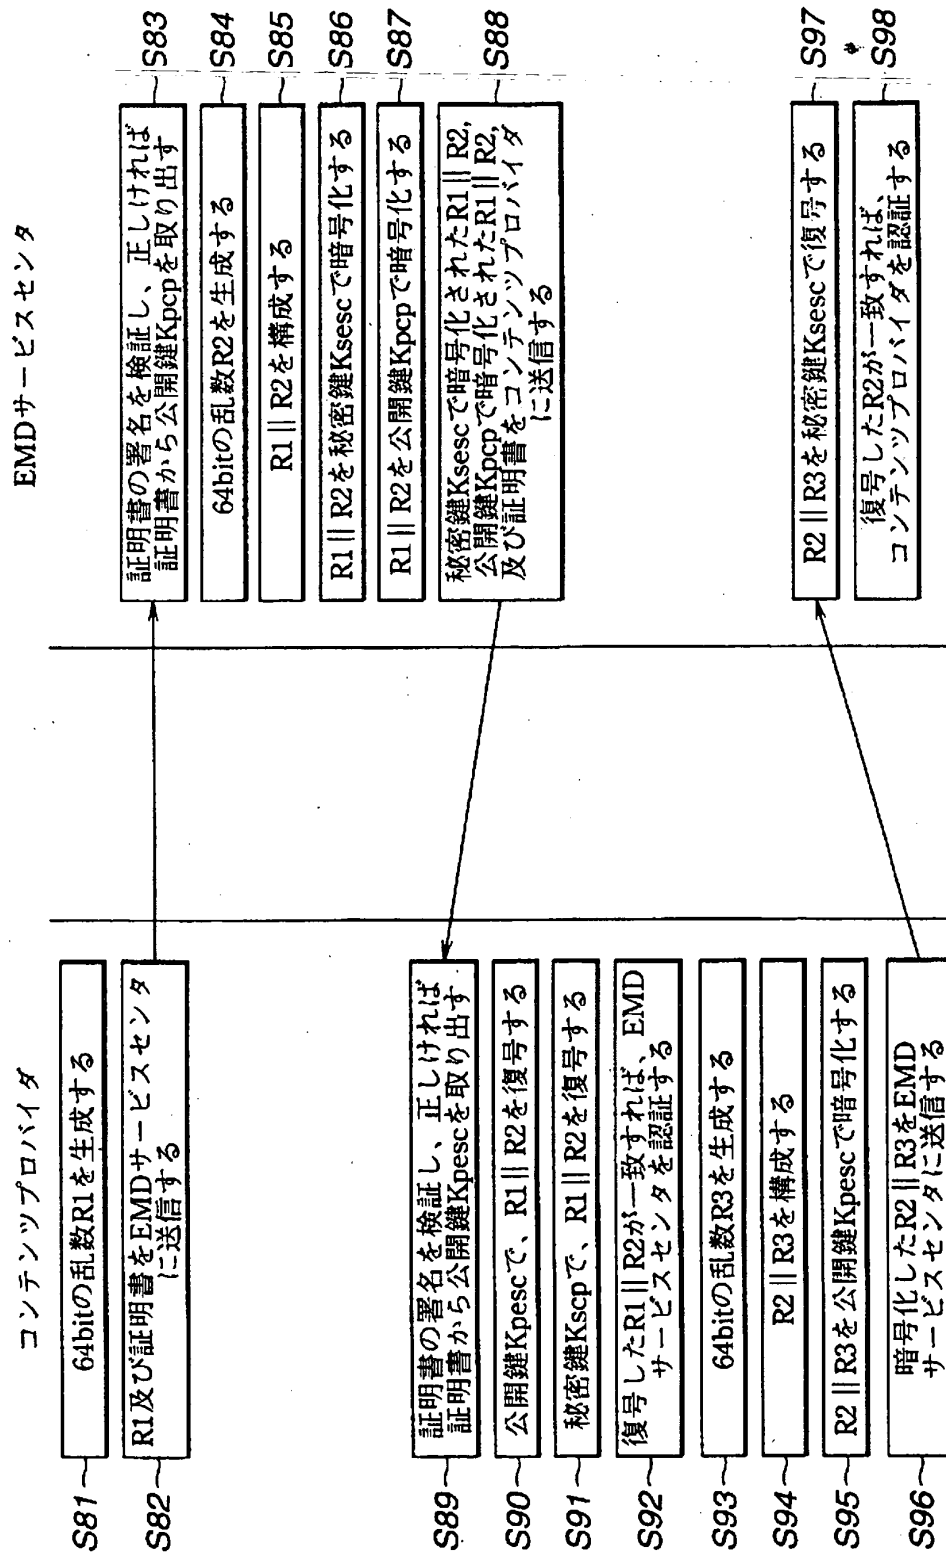 コンテンツプロバイダ
EMDサービスセンタ
S81
64bitの乱数R1を生成する
S82
R1及び証明書をEMDサービスセンタ
に送信する
S83
証明書の署名を検証し、正しければ
証明書から公開鍵Kpcpを取り出す
S84
64bitの乱数R2を生成する
S85
R1||R2を構成する
S86
R1||R2を秘密鍵Ksescで暗号化する
S87
R1||R2を公開鍵Kpcpで暗号化する
S88
秘密鍵Ksescで暗号化されたR1||R2,
公開鍵Kpcpで暗号化されたR1||R2,
及び証明書をコンテンツプロバイダ
に送信する
S89
証明書の署名を検証し、正しければ
証明書から公開鍵Kpescを取り出す
S90
公開鍵Kpescで、R1||R2を復号する
S91
秘密鍵Kscpで、R1||R2を復号する
S92
復号したR1||R2が一致すれば、EMD
サービスセンタを認証する
S93
64bitの乱数R3を生成する
S94
R2||R3を構成する
S95
R2||R3を公開鍵Kpescで暗号化する
S96
暗号化したR2||R3をEMD
サービスセンタに送信する
S97
R2||R3を秘密鍵Ksescで復号する
S98
復号したR2が一致すれば、
コンテンツプロバイダを認証する